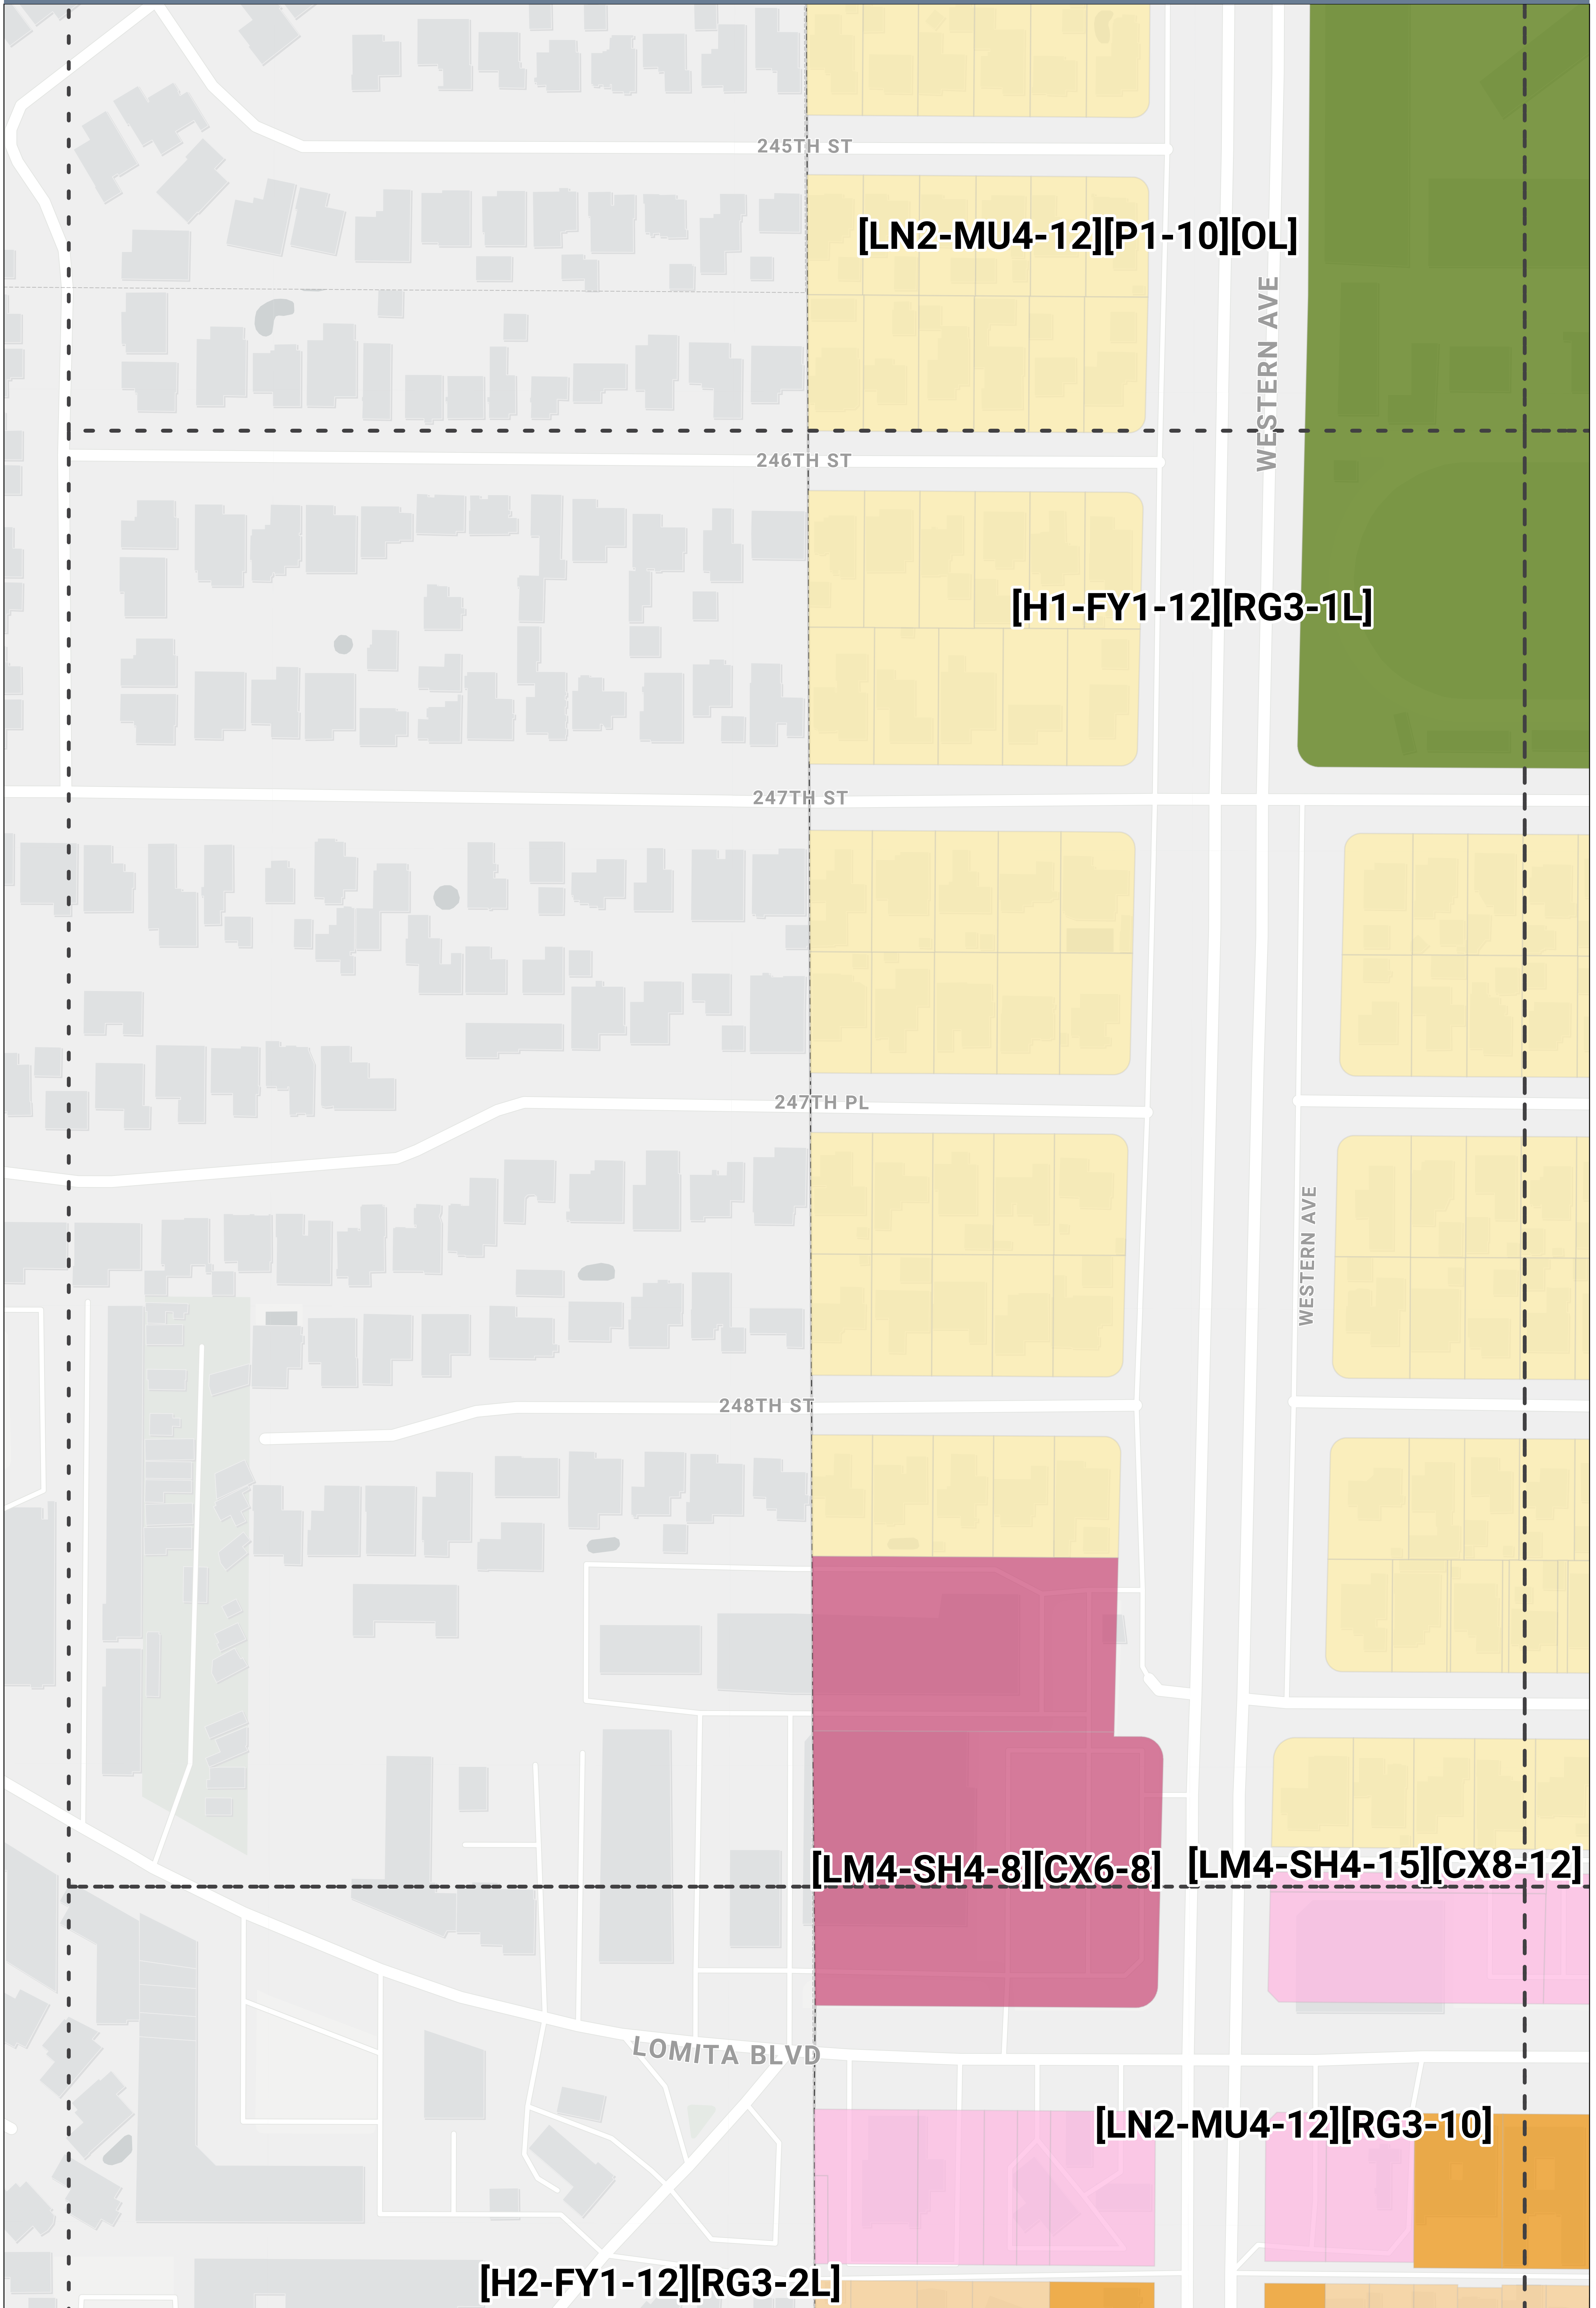 245TH ST
[LN2-MU4-12][P1-10][OL]
WESTERN AVE
246TH ST
[H1-FY1-12][RG3-1L]
247TH ST
247TH PL
WESTERN AVE
248TH ST
[LM4-SH4-8][CX6-8]
[LM4-SH4-15][CX8-12]
LOMITA BLVD
[LN2-MU4-12][RG3-10]
[H2-FY1-12][RG3-2L]